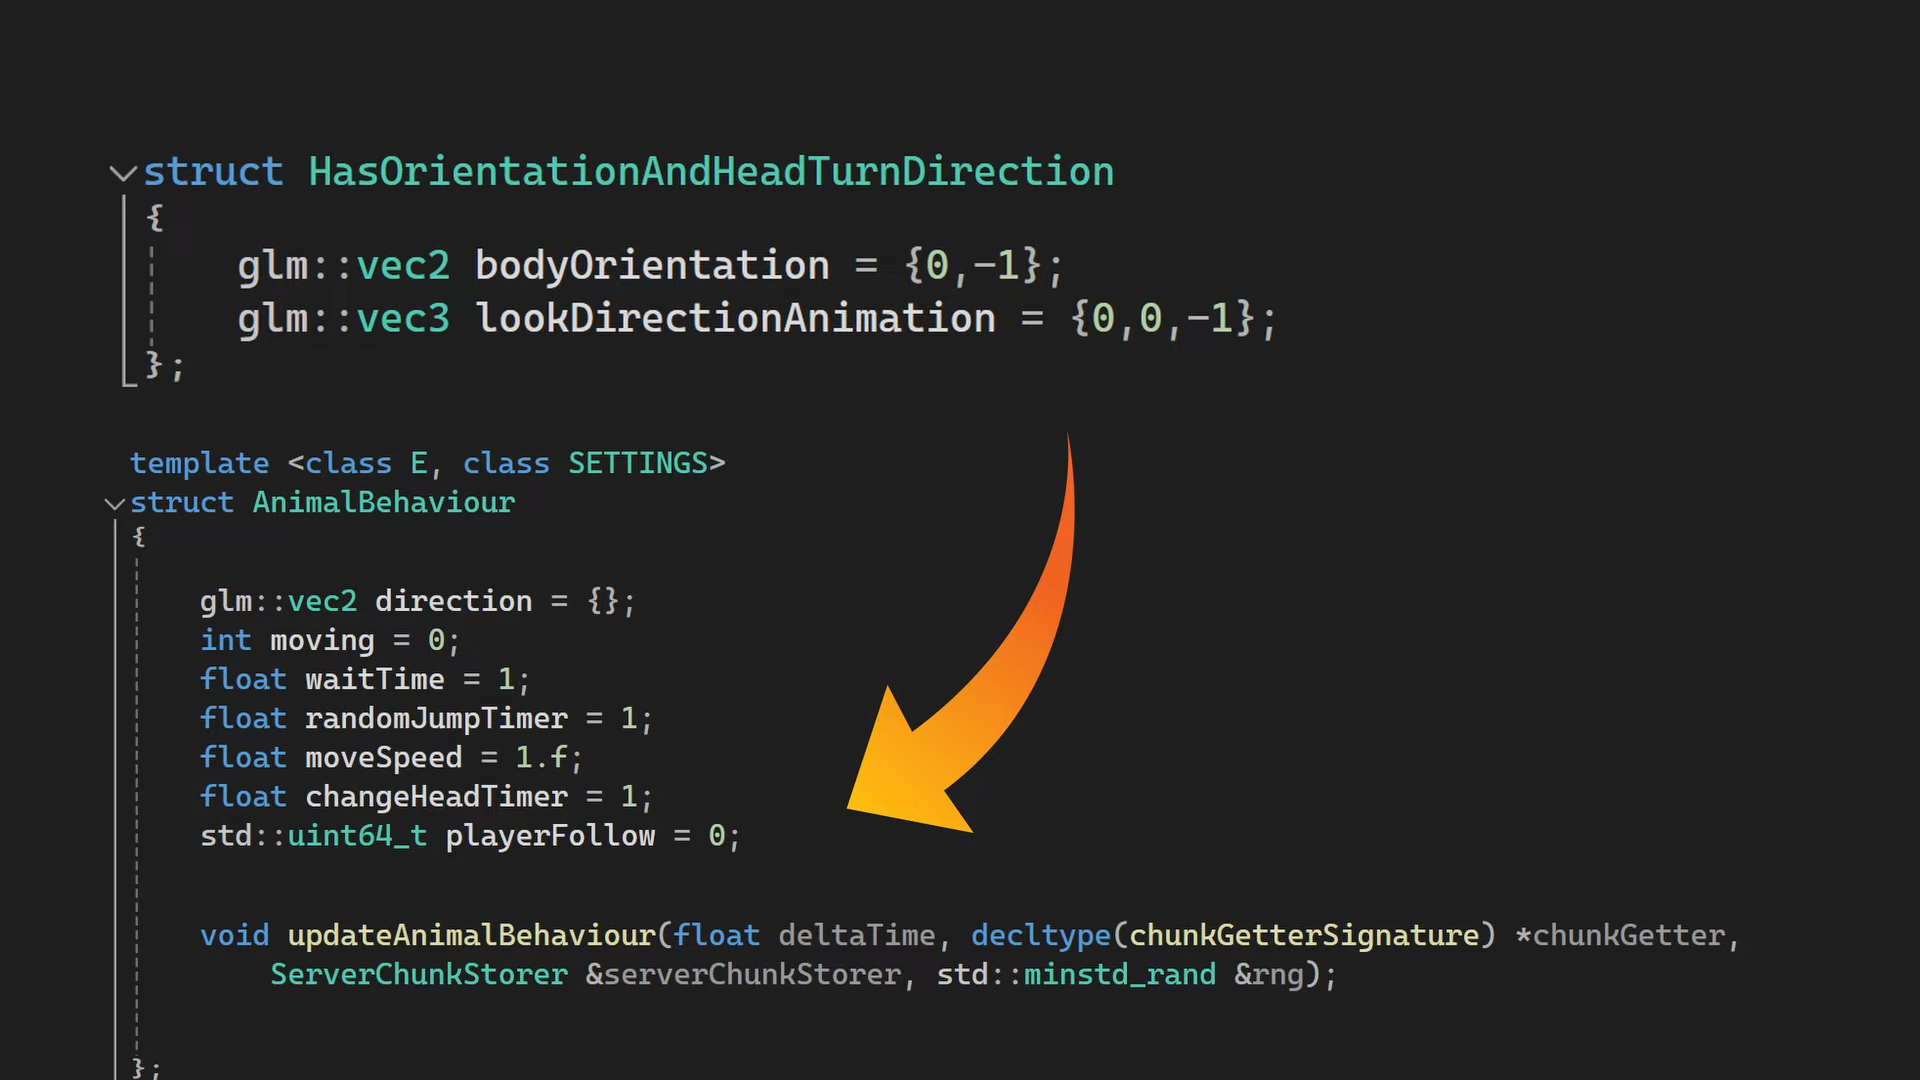 struct HasOrientationAndHeadTurnDirection
{
glm::vec2 bodyOrientation = {0,-1};
glm::vec3 lookDirectionAnimation = {0,0,-1};
};
template <class E, class SETTINGS>
struct AnimalBehaviour
{
glm::vec2 direction = {};
int moving = 0;
float waitTime = 1;
float randomJumpTimer = 1;
float moveSpeed = 1.f;
float changeHeadTimer = 1;
std::uint64_t playerFollow = 0;
void updateAnimalBehaviour(float deltaTime, decltype(chunkGetterSignature) *chunkGetter,
ServerChunkStorer &serverChunkStorer, std::minstd_rand &rng);
};